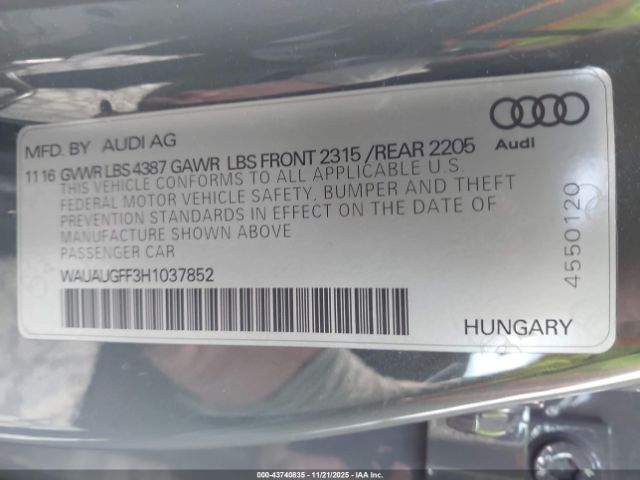 MFD. BY AUDI AG
Audi
11 16 GVWR LBS 4387 GAWR LBS FRONT 2315 /REAR 2205
THIS VEHICLE CONFORMS TO ALL APPLICABLE U.S.
FEDERAL MOTOR VEHICLE SAFETY, BUMPER AND THEFT
PREVENTION STANDARDS IN EFFECT ON THE DATE OF
MANUFACTURE SHOWN ABOVE
PASSENGER CAR
WAUAUGFF3H1037852
HUNGARY
4550120
000-43740835 - 11/21/2025 - IAAI.COM